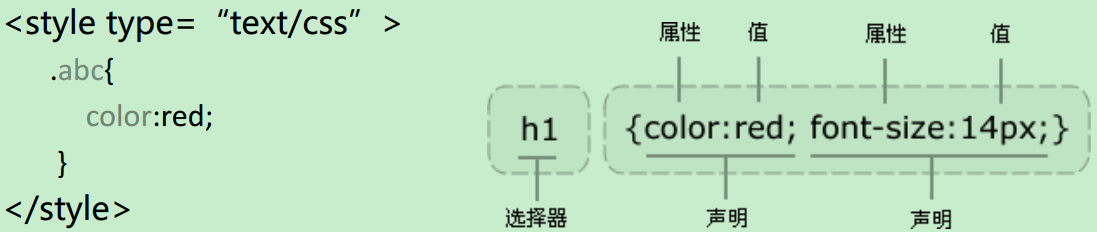 <style type=“text/css”>
.abc{
color:red;
}
</style>
属性 值 属性 值
h1 {color:red; font-size:14px;}
选择器 声明 声明